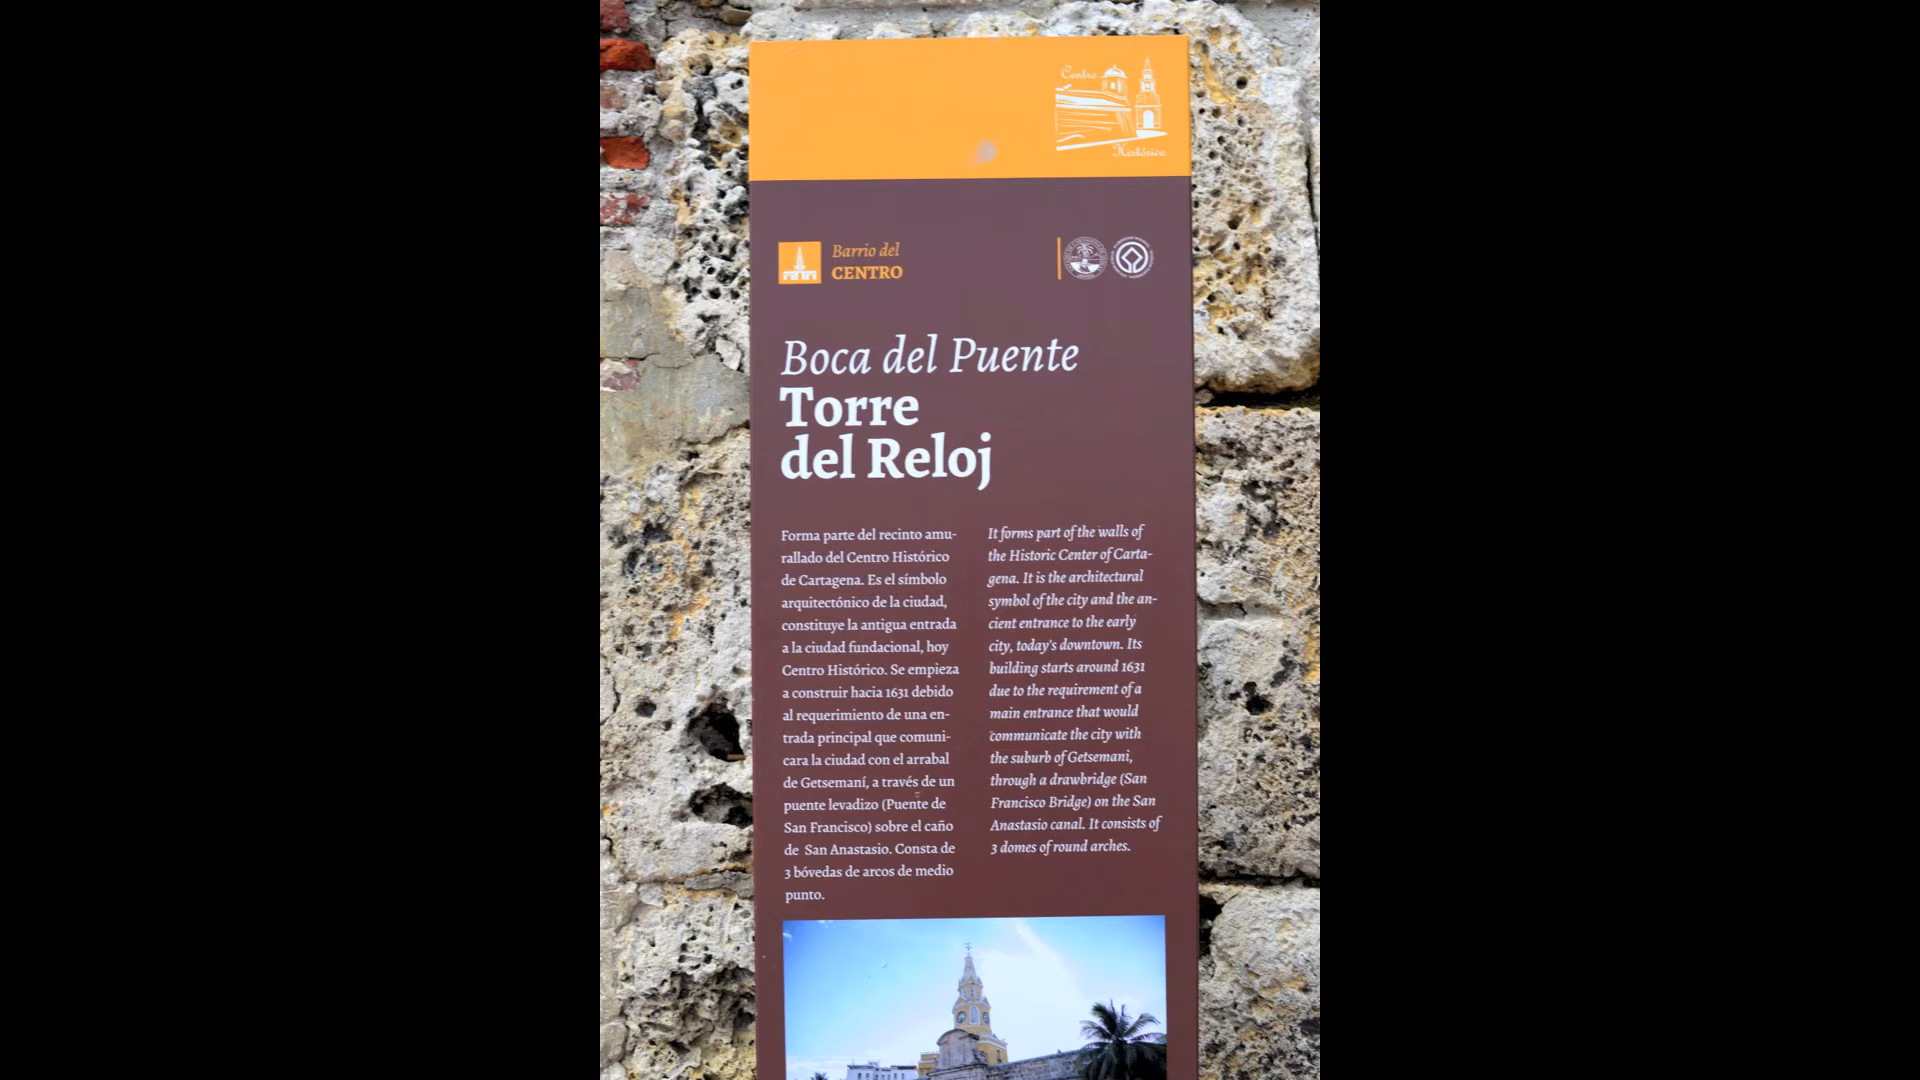 Centro
Histórico
Barrio del
CENTRO
Boca del Puente
Torre
del Reloj
Forma parte del recinto amu-
rallado del Centro Histórico
de Cartagena. Es el símbolo
arquitectónico de la ciudad,
constituye la antigua entrada
a la ciudad fundacional, hoy
Centro Histórico. Se empieza
a construir hacia 1631 debido
al requerimiento de una en-
trada principal que comuni-
cara la ciudad con el arrabal
de Getsemaní, a través de un
puente levadizo (Puente de
San Francisco) sobre el caño
de San Anastasio. Consta de
3 bóvedas de arcos de medio
punto.
It forms part of the walls of
the Historic Center of Carta-
gena. It is the architectural
symbol of the city and the an-
cient entrance to the early
city, today's downtown. Its
building starts around 1631
due to the requirement of a
main entrance that would
communicate the city with
the suburb of Getsemani,
through a drawbridge (San
Francisco Bridge) on the San
Anastasio canal. It consists of
3 domes of round arches.